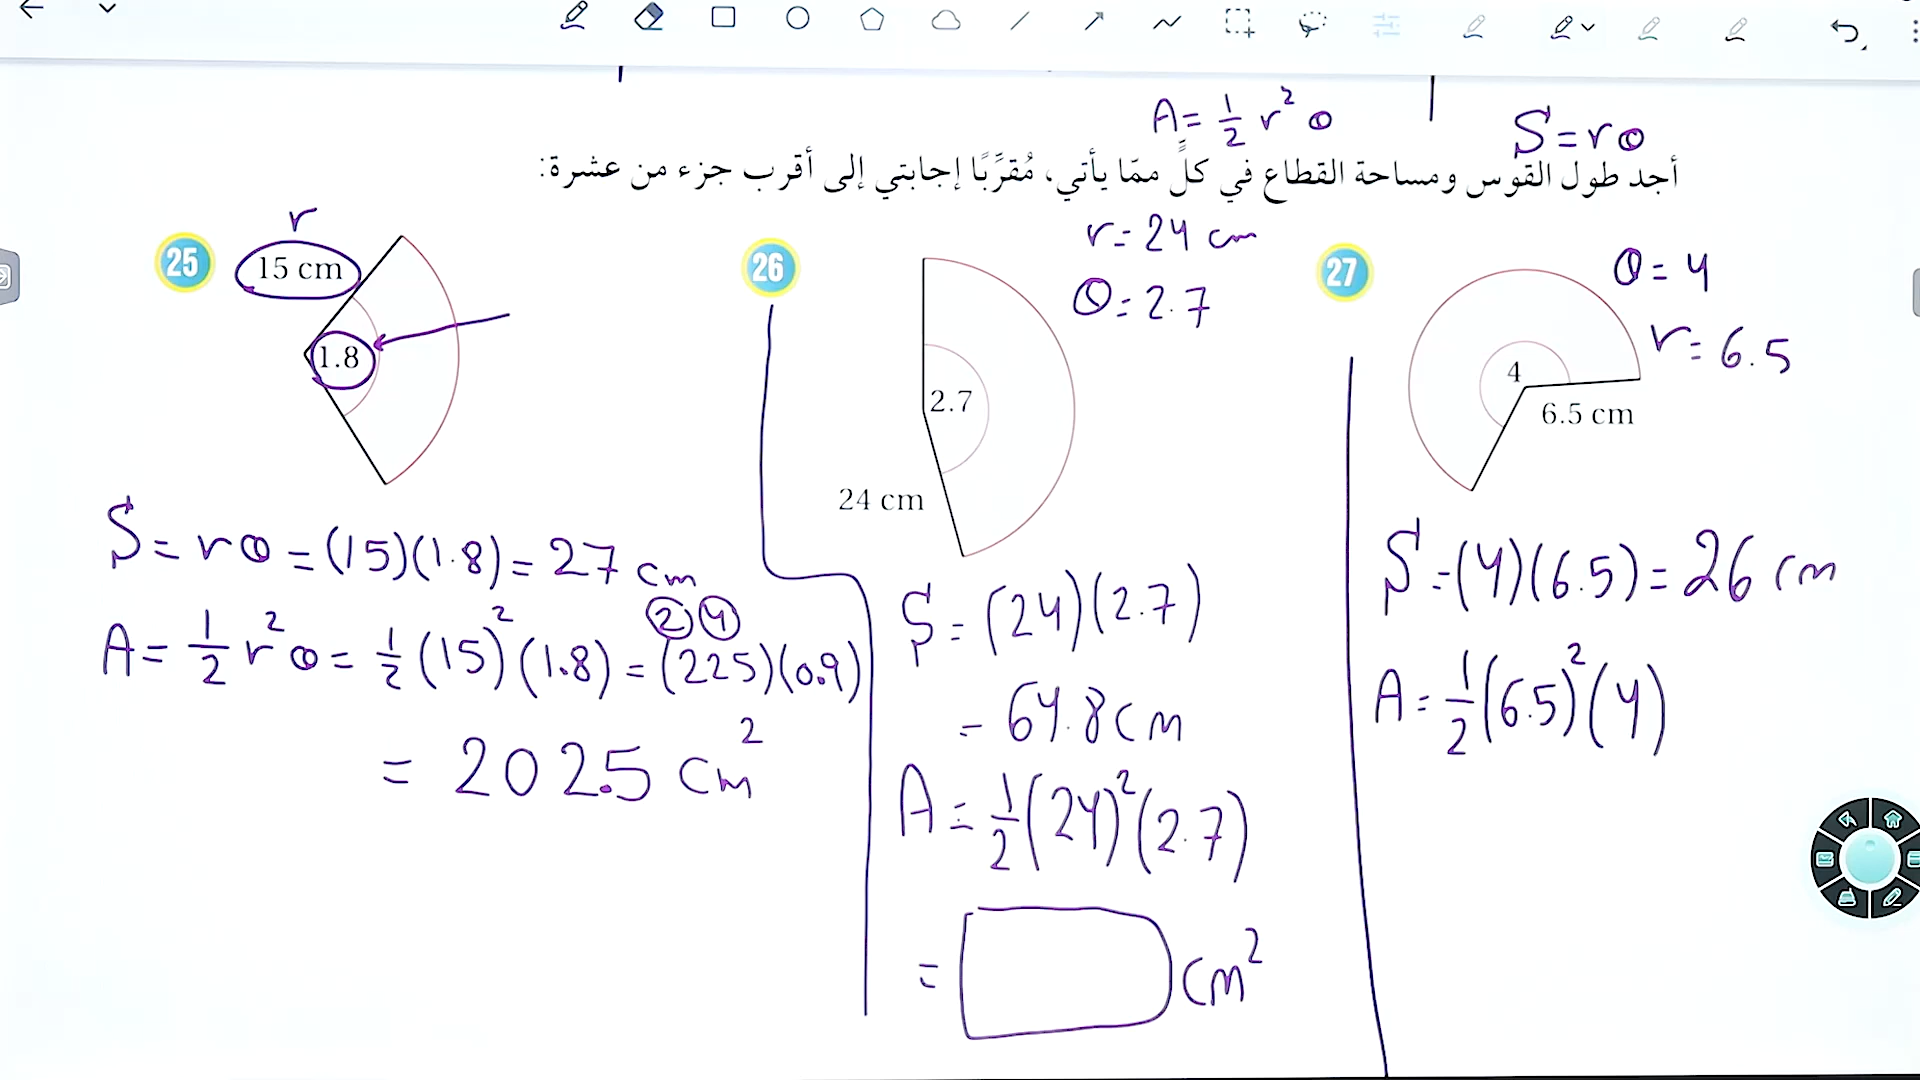 A = 1/2 r² θ
S = rθ
أجد طول القوس ومساحة القطاع في كلٍّ ممّا يأتي، مُقرِّبًا إجابتي إلى أقرب جزء من عشرة:
25
r
15 cm
1.8
S = rθ = (15)(1.8) = 27 cm
2 4
A = 1/2 r² θ = 1/2 (15)² (1.8) = (225)(0.9)
= 202.5 cm²
26
r = 24 cm
θ = 2.7
2.7
24 cm
S = (24)(2.7)
= 64.8 cm
A = 1/2 (24)² (2.7)
= cm²
27
θ = 4
r = 6.5
4
6.5 cm
S = (4)(6.5) = 26 cm
A = 1/2 (6.5)² (4)